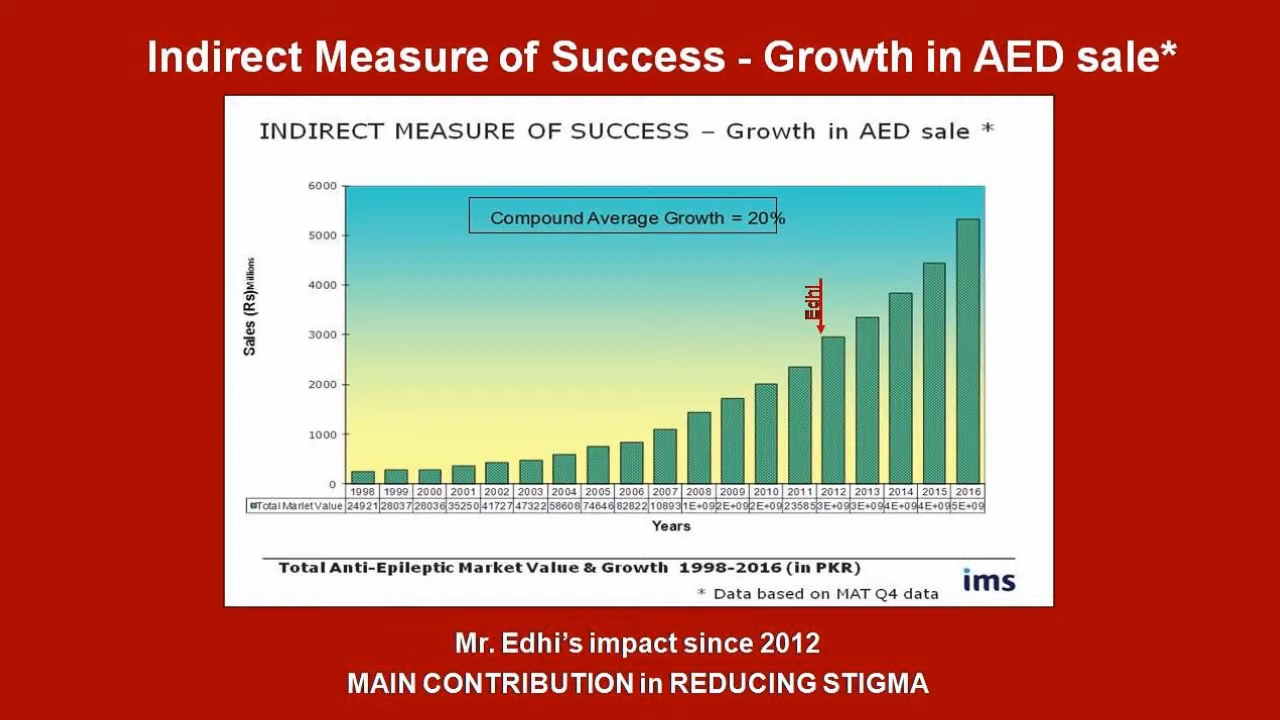 Indirect Measure of Success - Growth in AED sale*
INDIRECT MEASURE OF SUCCESS – Growth in AED sale *
Compound Average Growth = 20%
6000
5000
4000
3000
2000
1000
0
Sales (Rs)Millions
Edhi
1998 1999 2000 2001 2002 2003 2004 2005 2006 2007 2008 2009 2010 2011 2012 2013 2014 2015 2016
Total Market Value 24921 28037 28036 35250 41727 47322 58608 74646 82822 10893 1E+09 2E+09 2E+09 23585 3E+09 3E+09 4E+09 4E+09 5E+09
Years
Total Anti-Epileptic Market Value & Growth 1998-2016 (in PKR)
* Data based on MAT Q4 data
ims
Mr. Edhi’s impact since 2012
MAIN CONTRIBUTION in REDUCING STIGMA